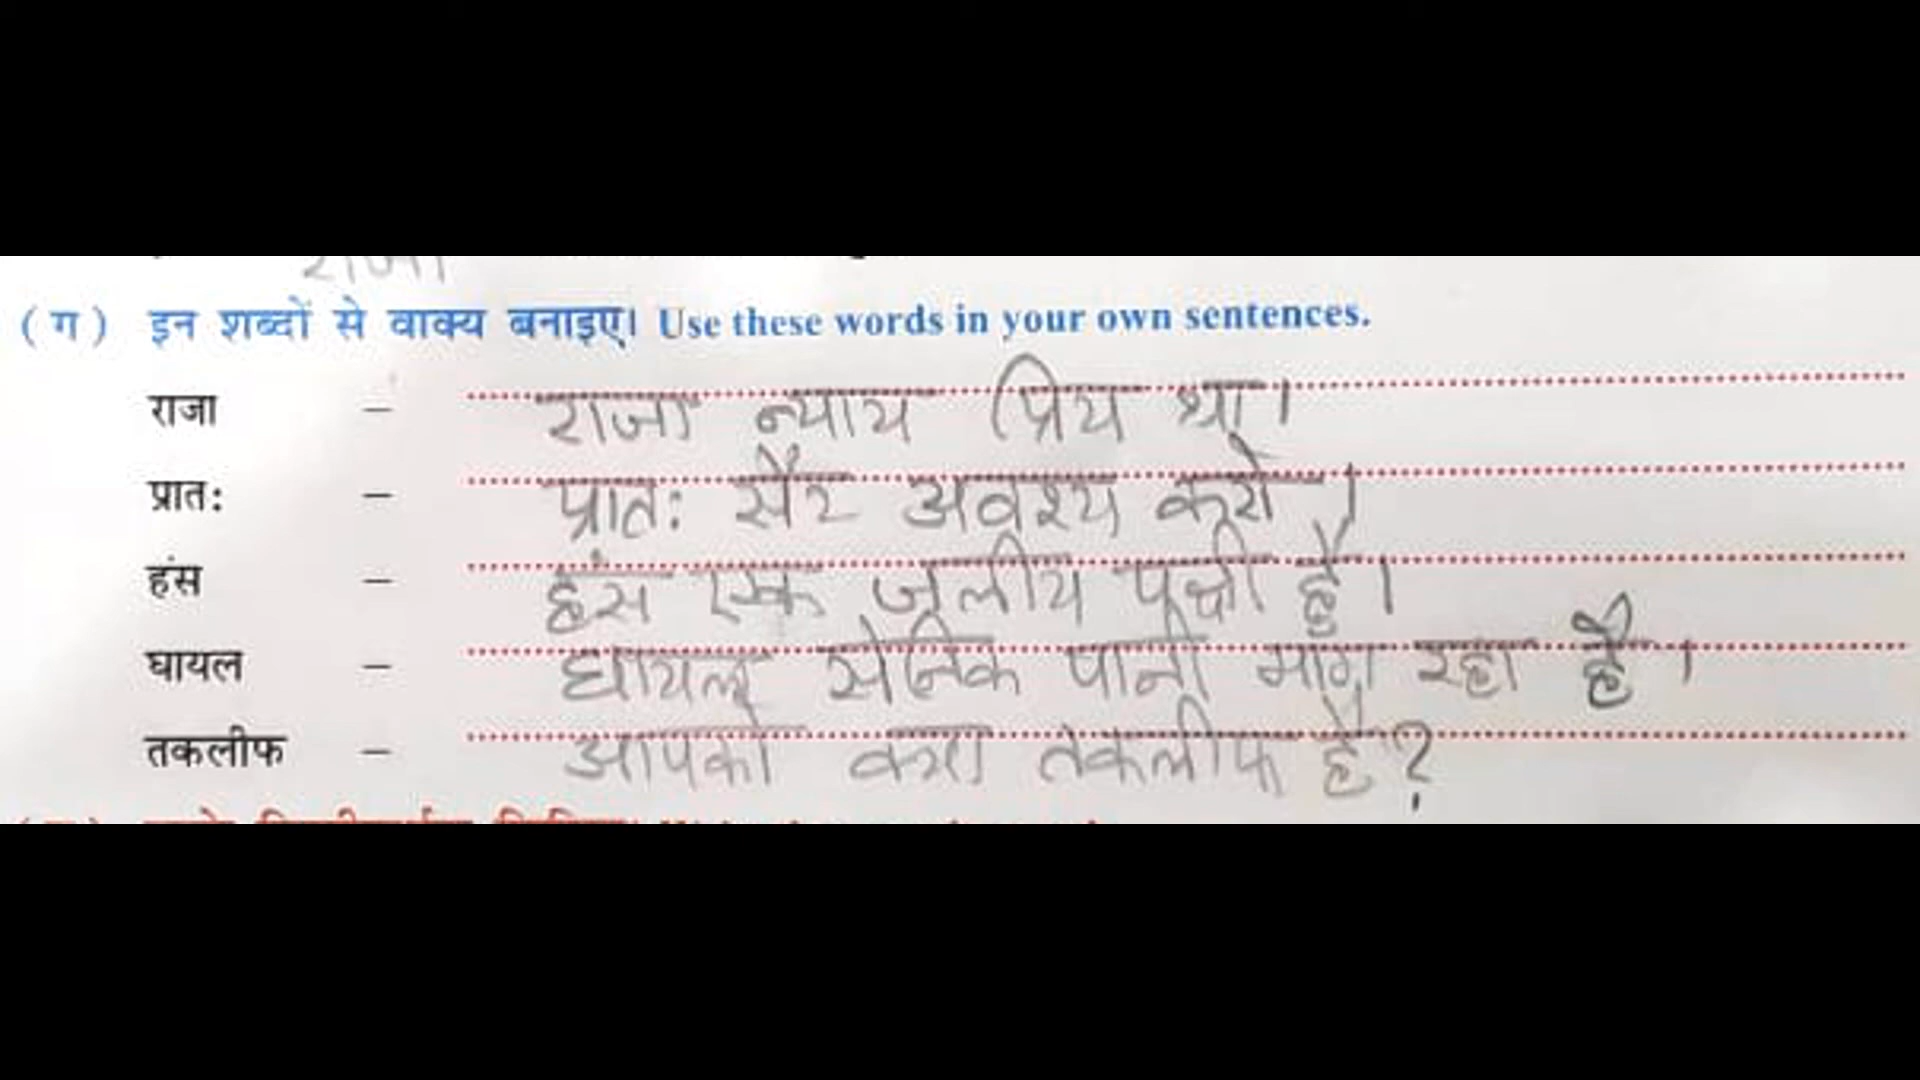 राजा
(ग) इन शब्दों से वाक्य बनाइए। Use these words in your own sentences.
राजा – राजा न्याय प्रिय था।
प्रातः – प्रातः सैर अवश्य करो।
हंस – हंस एक जलीय पक्षी है।
घायल – घायल सैनिक पानी मांग रहा है।
तकलीफ – आपको क्या तकलीफ है?